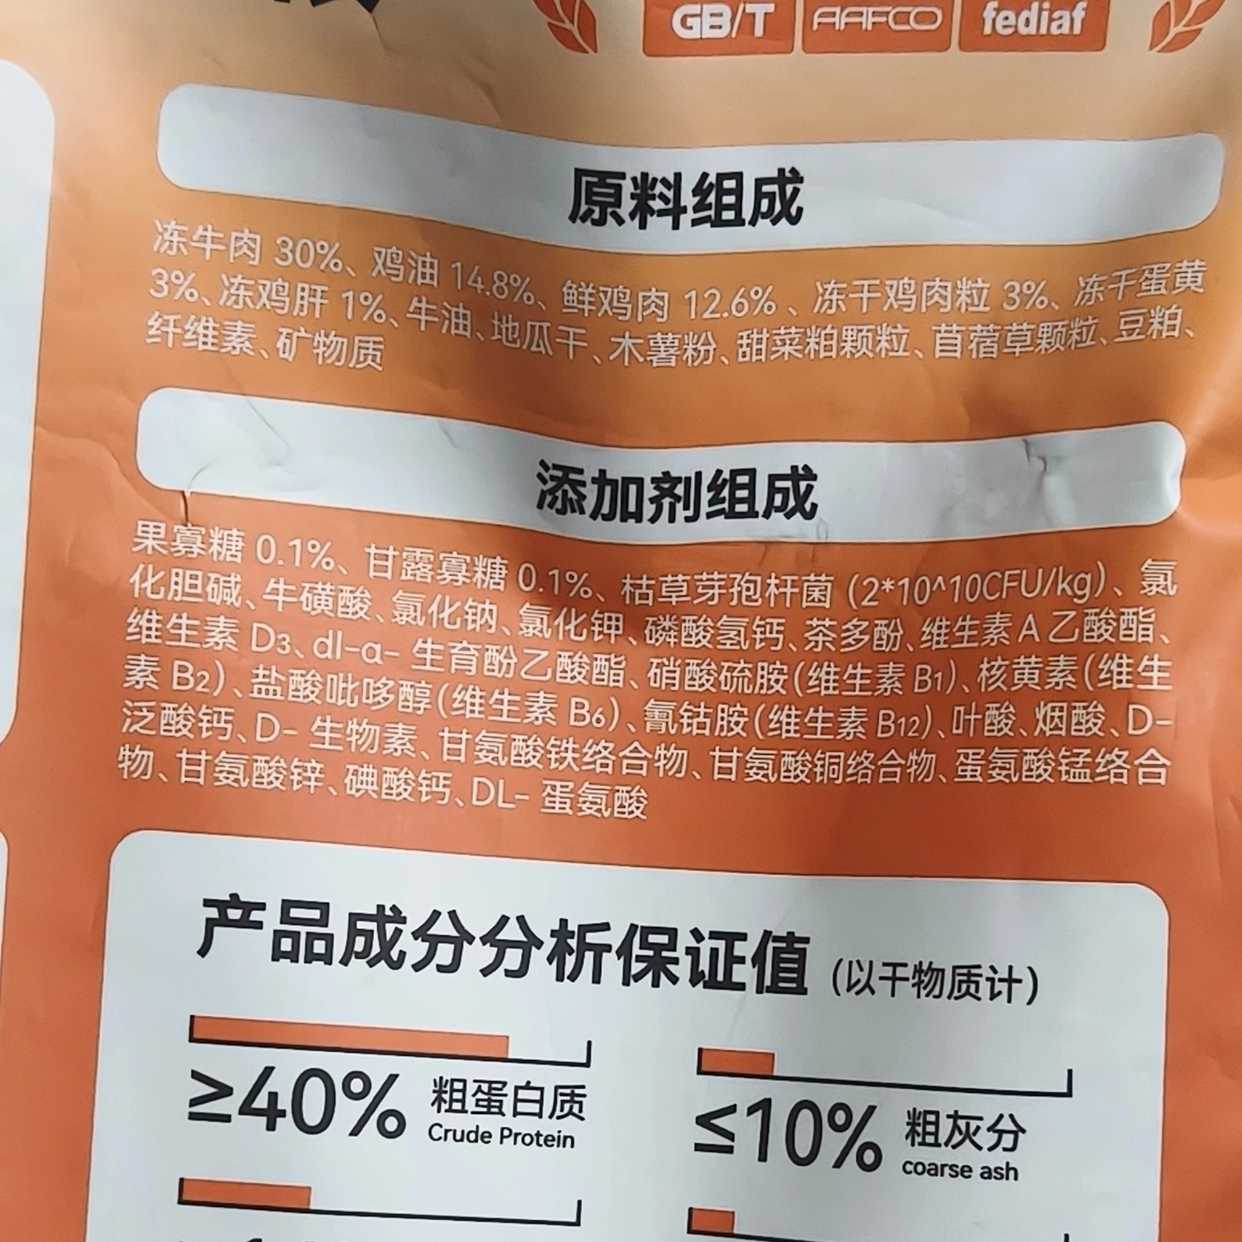 GB/T AAFCO fediaf
原料组成
冻牛肉 30%、鸡油 14.8%、鲜鸡肉 12.6% 、冻干鸡肉粒 3%、冻干蛋黄
3%、冻鸡肝 1%、牛油、地瓜干、木薯粉、甜菜粕颗粒、苜蓿草颗粒、豆粕、
纤维素、矿物质
添加剂组成
果寡糖 0.1%、甘露寡糖 0.1%、枯草芽孢杆菌 (2*10^10CFU/kg)、氯
化胆碱、牛磺酸、氯化钠、氯化钾、磷酸氢钙、茶多酚、维生素 A 乙酸酯、
维生素 D3、dl-α- 生育酚乙酸酯、硝酸硫胺(维生素 B1)、核黄素(维生
素 B2)、盐酸吡哆醇(维生素 B6)、氰钴胺(维生素 B12)、叶酸、烟酸、D-
泛酸钙、D- 生物素、甘氨酸铁络合物、甘氨酸铜络合物、蛋氨酸锰络合
物、甘氨酸锌、碘酸钙、DL- 蛋氨酸
产品成分分析保证值 (以干物质计)
≥40% 粗蛋白质
Crude Protein
≤10% 粗灰分
coarse ash